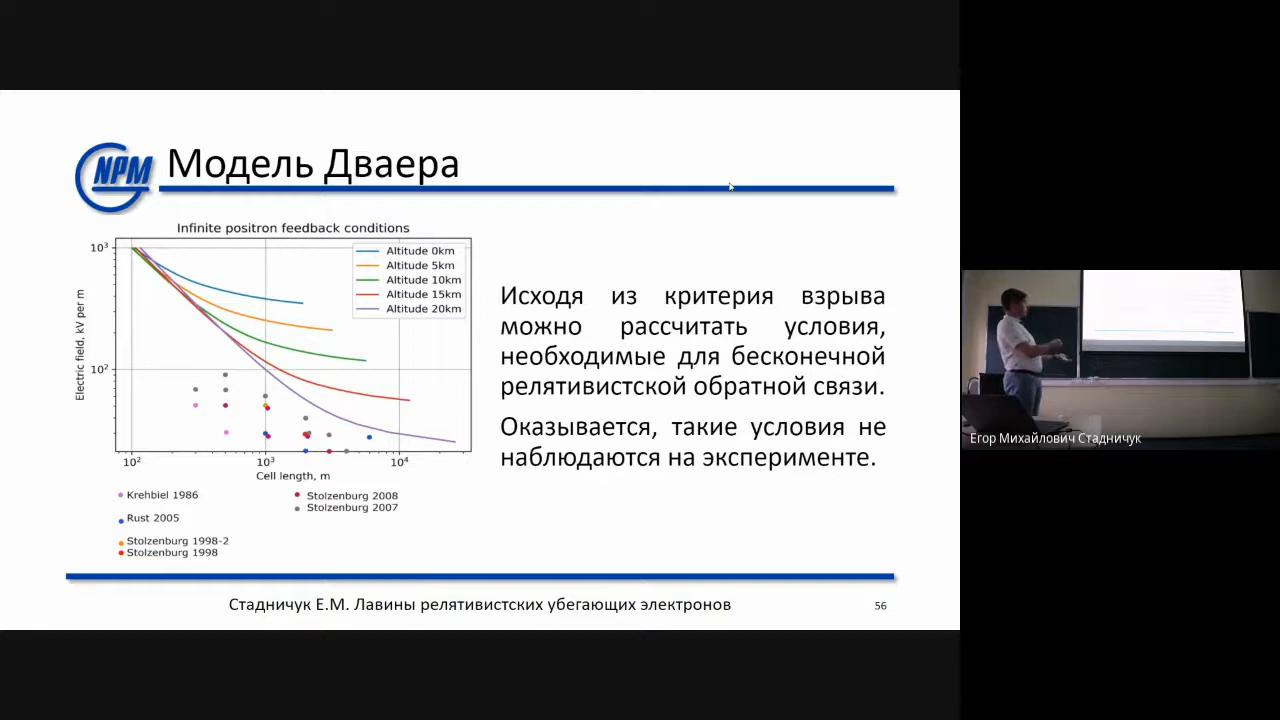 NPM
Модель Дваера
Infinite positron feedback conditions
Altitude 0km
Altitude 5km
Altitude 10km
Altitude 15km
Altitude 20km
10³
10²
Electric field, kV per m
10² 10³ 10⁴
Cell length, m
Krehbiel 1986
Rust 2005
Stolzenburg 1998-2
Stolzenburg 1998
Stolzenburg 2008
Stolzenburg 2007
Исходя из критерия взрыва
можно рассчитать условия,
необходимые для бесконечной
релятивистской обратной связи.
Оказывается, такие условия не
наблюдаются на эксперименте.
Стадничук Е.М. Лавины релятивистских убегающих электронов
56
Егор Михайлович Стадничук